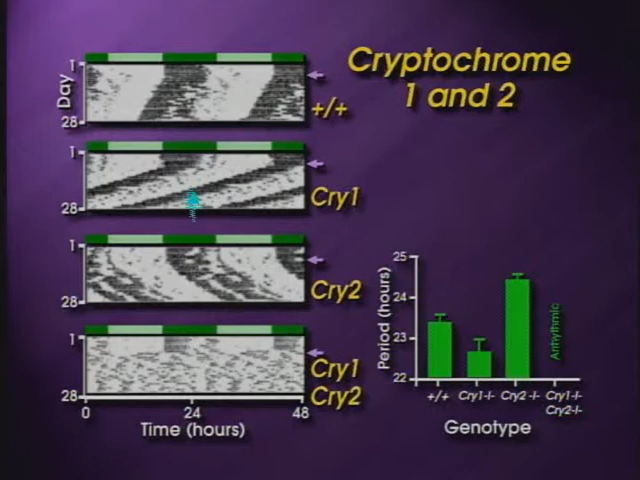 Cryptochrome
1 and 2
1
Day
28
+/+
1
28
Cry1
1
28
Cry2
1
28
Cry1
Cry2
0 24 48
Time (hours)
25
24
23
22
Period (hours)
Arrhythmic
+/+ Cry1-/- Cry2 -/- Cry1-/-
Cry2-/-
Genotype